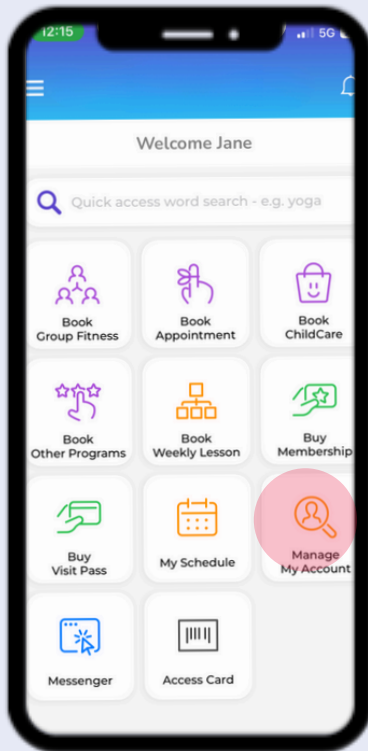 12:15
5G
Welcome Jane
Quick access word search - e.g. yoga
Book
Group Fitness
Book
Appointment
Book
ChildCare
Book
Other Programs
Book
Weekly Lesson
Buy
Membership
Buy
Visit Pass
My Schedule
Manage
My Account
Messenger
Access Card